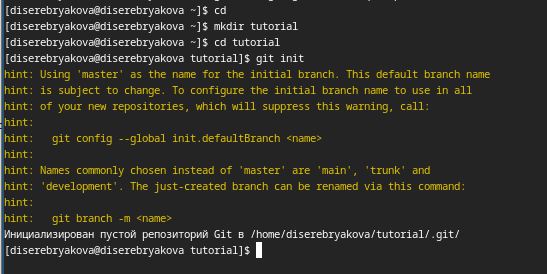 [diserebryakova@diserebryakova ~]$ cd
[diserebryakova@diserebryakova ~]$ mkdir tutorial
[diserebryakova@diserebryakova ~]$ cd tutorial
[diserebryakova@diserebryakova tutorial]$ git init
hint: Using 'master' as the name for the initial branch. This default branch name
hint: is subject to change. To configure the initial branch name to use in all
hint: of your new repositories, which will suppress this warning, call:
hint:
hint:   git config --global init.defaultBranch <name>
hint:
hint: Names commonly chosen instead of 'master' are 'main', 'trunk' and
hint: 'development'. The just-created branch can be renamed via this command:
hint:
hint:   git branch -m <name>
Инициализирован пустой репозиторий Git в /home/diserebryakova/tutorial/.git/
[diserebryakova@diserebryakova tutorial]$